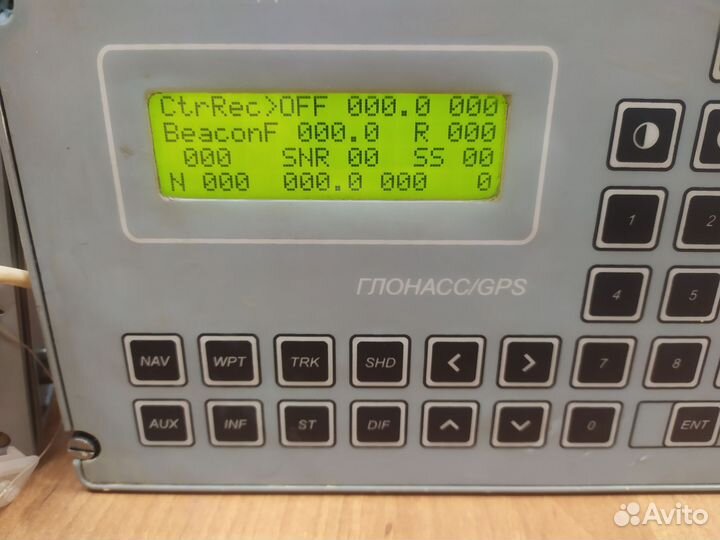 CtrRec>OFF 000.0 000
BeaconF 000.0 R 000
000 SNR 00 SS 00
N 000 000.0 000 0
ГЛОНАСС/GPS
1 2
4 5
NAV WPT TRK SHD < > 7 8
AUX INF ST DIF 0 ENT
Avito